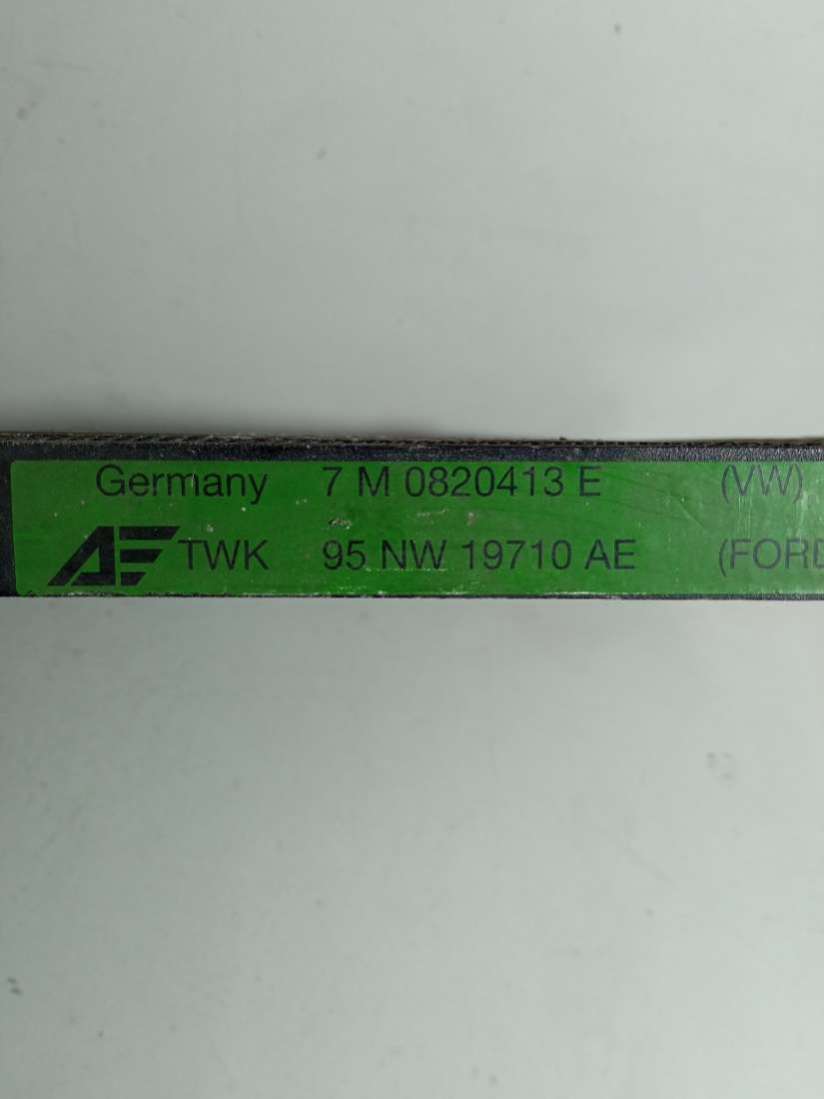 Germany 7 M 0820413 E (VW)
AE TWK 95 NW 19710 AE (FORD